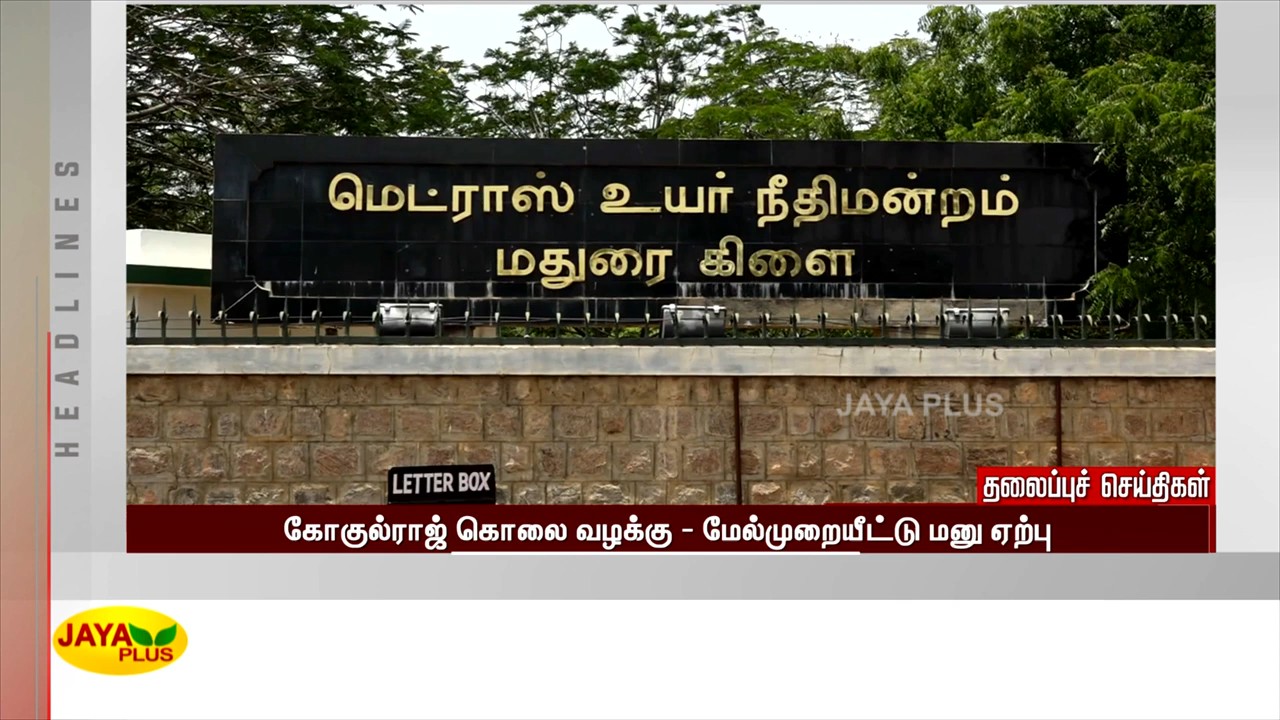 HEADLINES
மெட்ராஸ் உயர் நீதிமன்றம்
மதுரை கிளை
JAYA PLUS
LETTER BOX
தலைப்புச் செய்திகள்
கோகுல்ராஜ் கொலை வழக்கு - மேல்முறையீட்டு மனு ஏற்பு
JAYA
PLUS